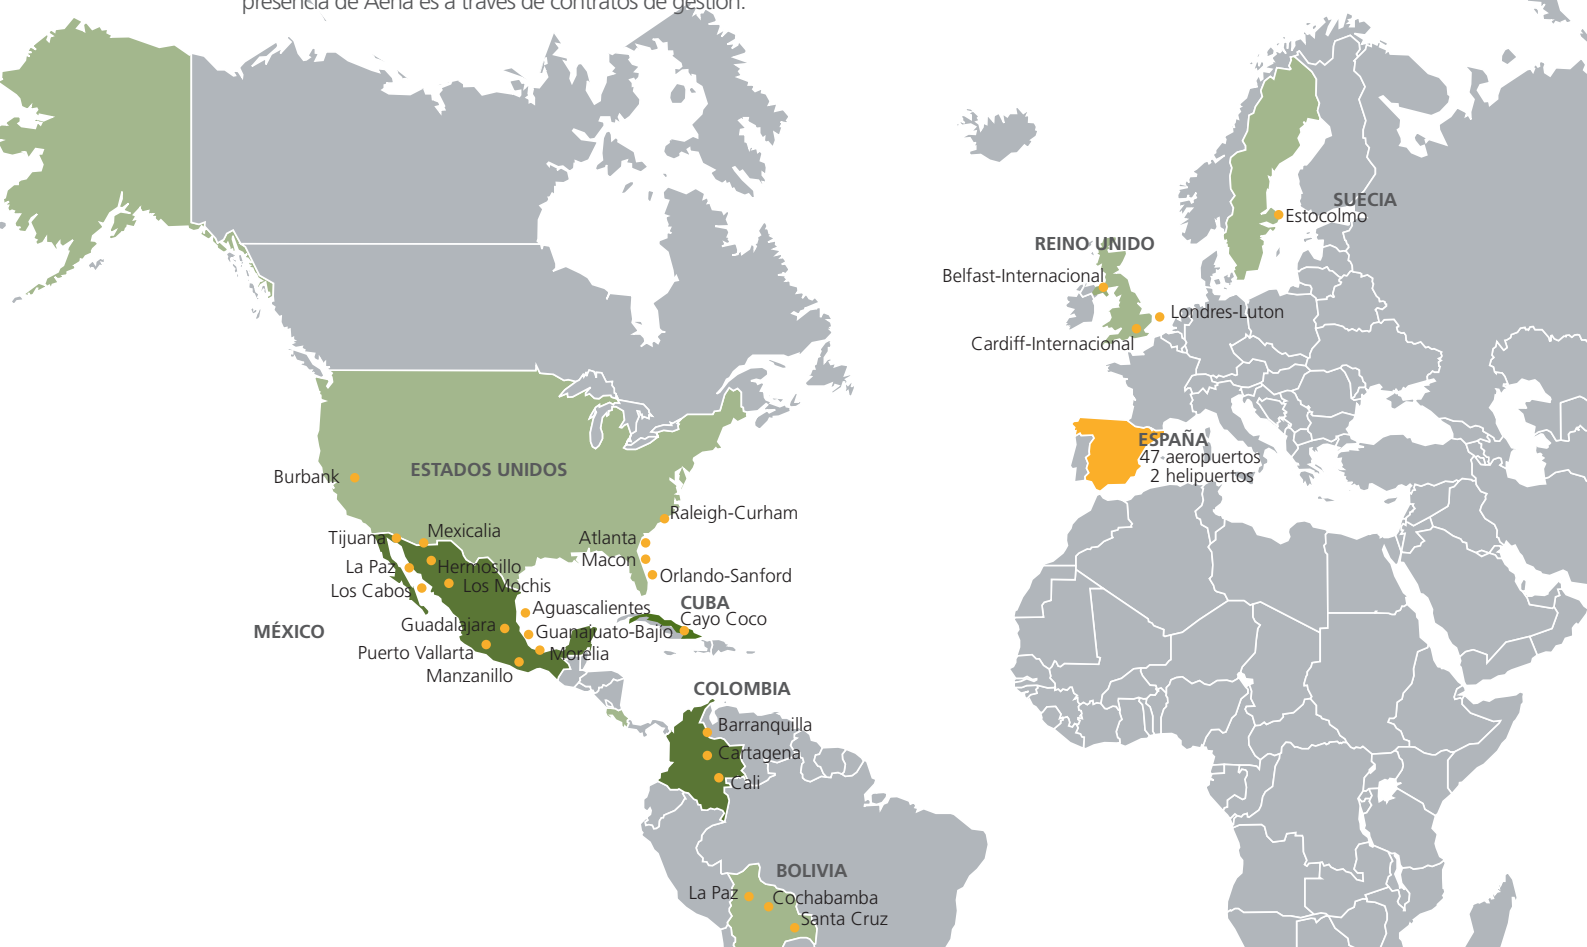 presencia de Aena es a través de contratos de gestión.
SUECIA
Estocolmo
REINO UNIDO
Belfast-Internacional
Londres-Luton
Cardiff-Internacional
ESPAÑA
47 aeropuertos
2 helipuertos
ESTADOS UNIDOS
Burbank
Raleigh-Curham
Atlanta
Macon
Orlando-Sanford
Tijuana
Mexicalia
La Paz
Hermosillo
Los Cabos
Los Mochis
Aguascalientes
MÉXICO
Guadalajara
Guanajuato-Bajio
Puerto Vallarta
Morelia
Manzanillo
CUBA
Cayo Coco
COLOMBIA
Barranquilla
Cartagena
Cali
BOLIVIA
La Paz
Cochabamba
Santa Cruz